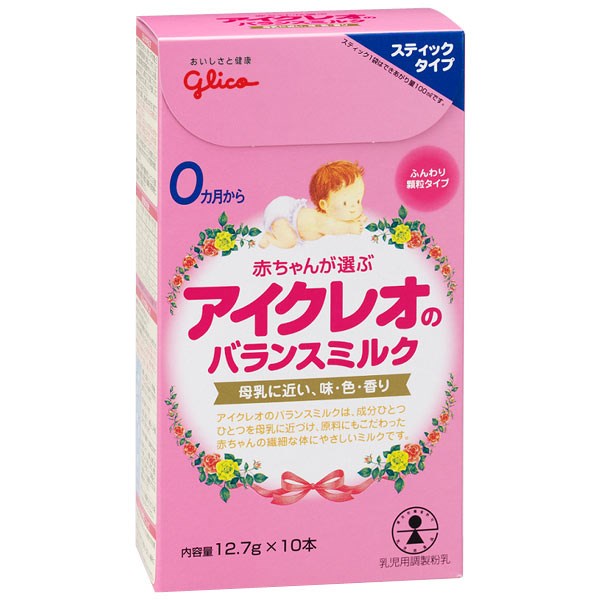 おいしさと健康
glico
スティック
タイプ
スティック1袋はできあがり量100mlです。
0カ月から
ふんわり
顆粒タイプ
赤ちゃんが選ぶ
アイクレオの
バランスミルク
母乳に近い、味・色・香り
アイクレオのバランスミルクは、成分ひとつ
ひとつを母乳に近づけ、原料にもこだわった
赤ちゃんの繊細な体にやさしいミルクです。
内容量12.7g×10本
乳児用調製粉乳